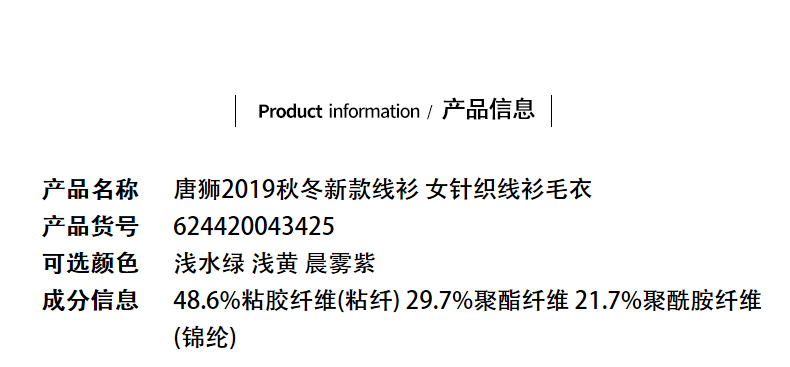 Product information / 产品信息
产品名称 唐狮2019秋冬新款线衫 女针织线衫毛衣
产品货号 624420043425
可选颜色 浅水绿 浅黄 晨雾紫
成分信息 48.6%粘胶纤维(粘纤) 29.7%聚酯纤维 21.7%聚酰胺纤维
(锦纶)